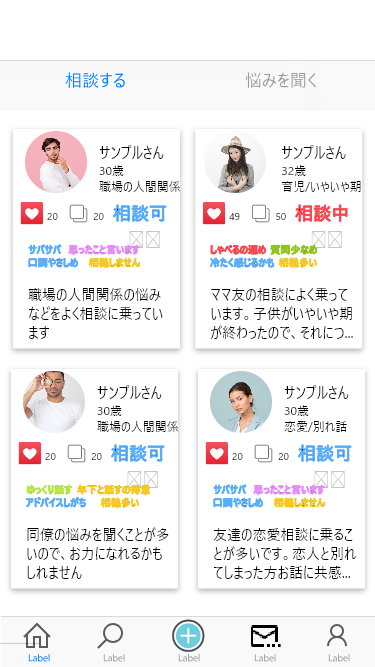 相談する
悩みを聞く
サンプルさん
30歳
職場の人間関係
20
20
相談可
サバサバ 思ったこと言います
口調やさしめ 相槌しません
職場の人間関係の悩み
などをよく相談に乗ってい
ます
サンプルさん
32歳
育児/いやいや期
49
50
相談中
しゃべるの速め 質問少なめ
冷たく感じるかも 相槌多い
ママ友の相談によく乗って
います。子供がいやいや期
が終わったので、それにつ...
サンプルさん
30歳
職場の人間関係
20
20
相談可
ゆっくり話す 年下と話すの得意
アドバイスしがち 相槌多い
同僚の悩みを聞くことが多
いので、お力になれるかも
しれません
サンプルさん
30歳
恋愛/別れ話
20
20
相談可
サバサバ 思ったこと言います
口調やさしめ 相槌しません
友達の恋愛相談に乗るこ
とが多いです。恋人と別れ
てしまった方お話に共感...
Label
Label
Label
Label
Label